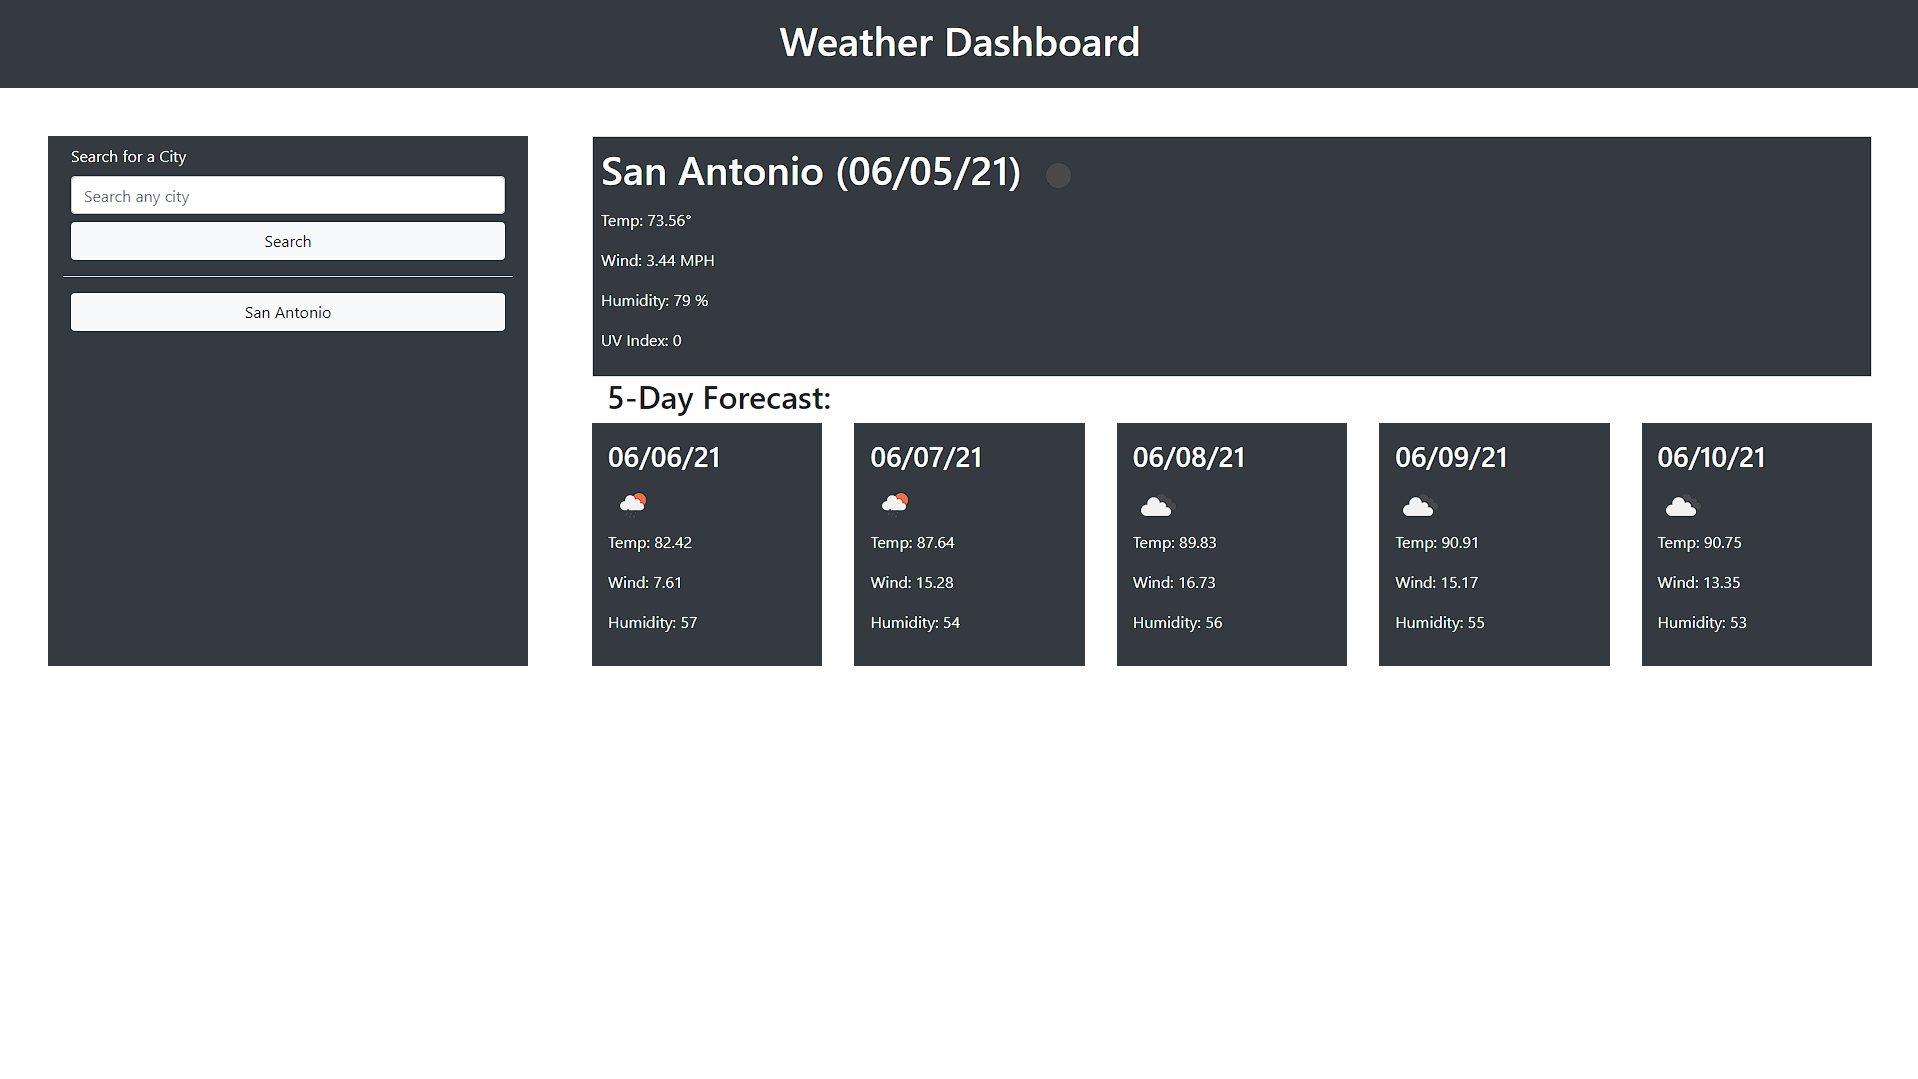 Weather Dashboard
Search for a City
Search any city
Search
San Antonio
San Antonio (06/05/21)
Temp: 73.56°
Wind: 3.44 MPH
Humidity: 79 %
UV Index: 0
5-Day Forecast:
06/06/21
Temp: 82.42
Wind: 7.61
Humidity: 57
06/07/21
Temp: 87.64
Wind: 15.28
Humidity: 54
06/08/21
Temp: 89.83
Wind: 16.73
Humidity: 56
06/09/21
Temp: 90.91
Wind: 15.17
Humidity: 55
06/10/21
Temp: 90.75
Wind: 13.35
Humidity: 53